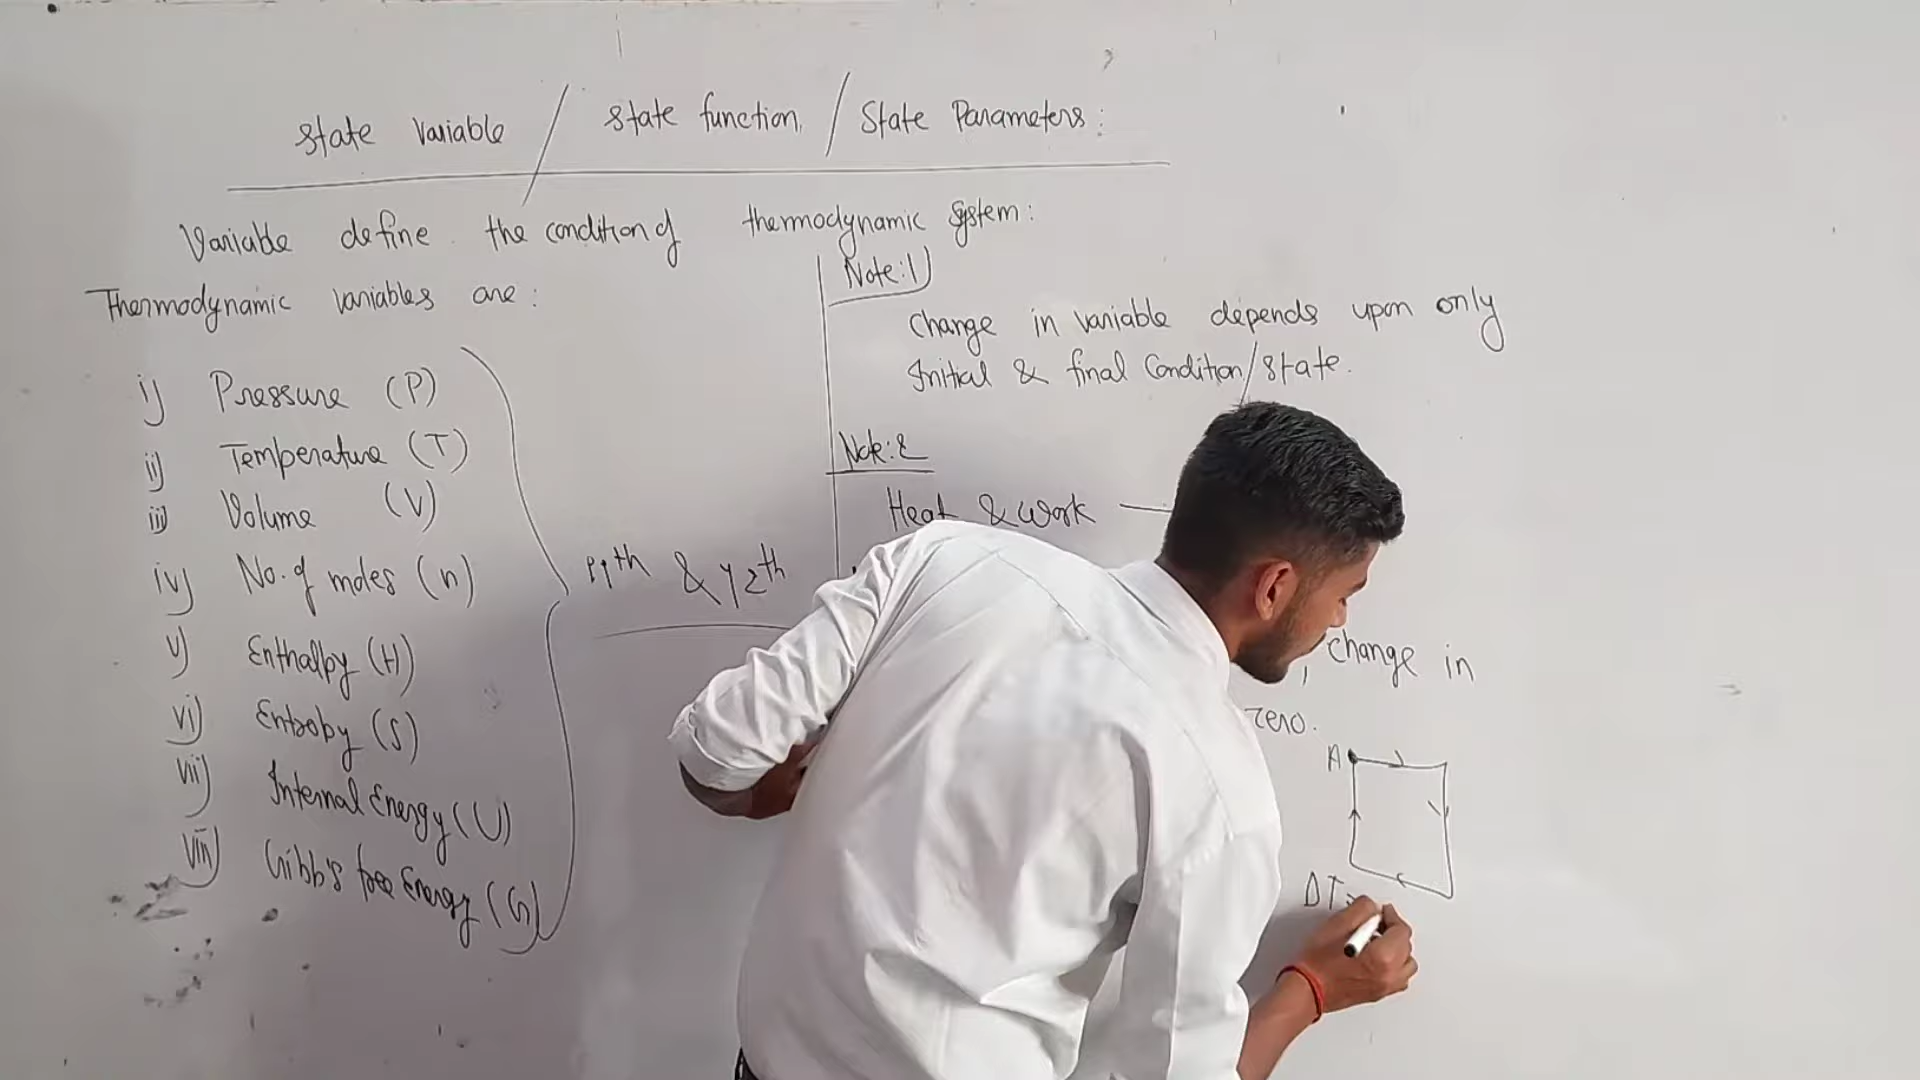 State Variable / State function / State Parameters:
Variable define the condition of thermodynamic System:
Thermodynamic variables are:
i) Pressure (P)
ii) Temperature (T)
iii) Volume (V)
iv) No. of moles (n)
v) Enthalpy (H)
vi) Entropy (S)
vii) Internal Energy (U)
viii) Gibb's free Energy (G)
11th & 12th
Note:1)
Change in variable depends upon only
Initial & final Condition/State.
Note:2
Heat & Work —
, change in
zero.
A
ΔT